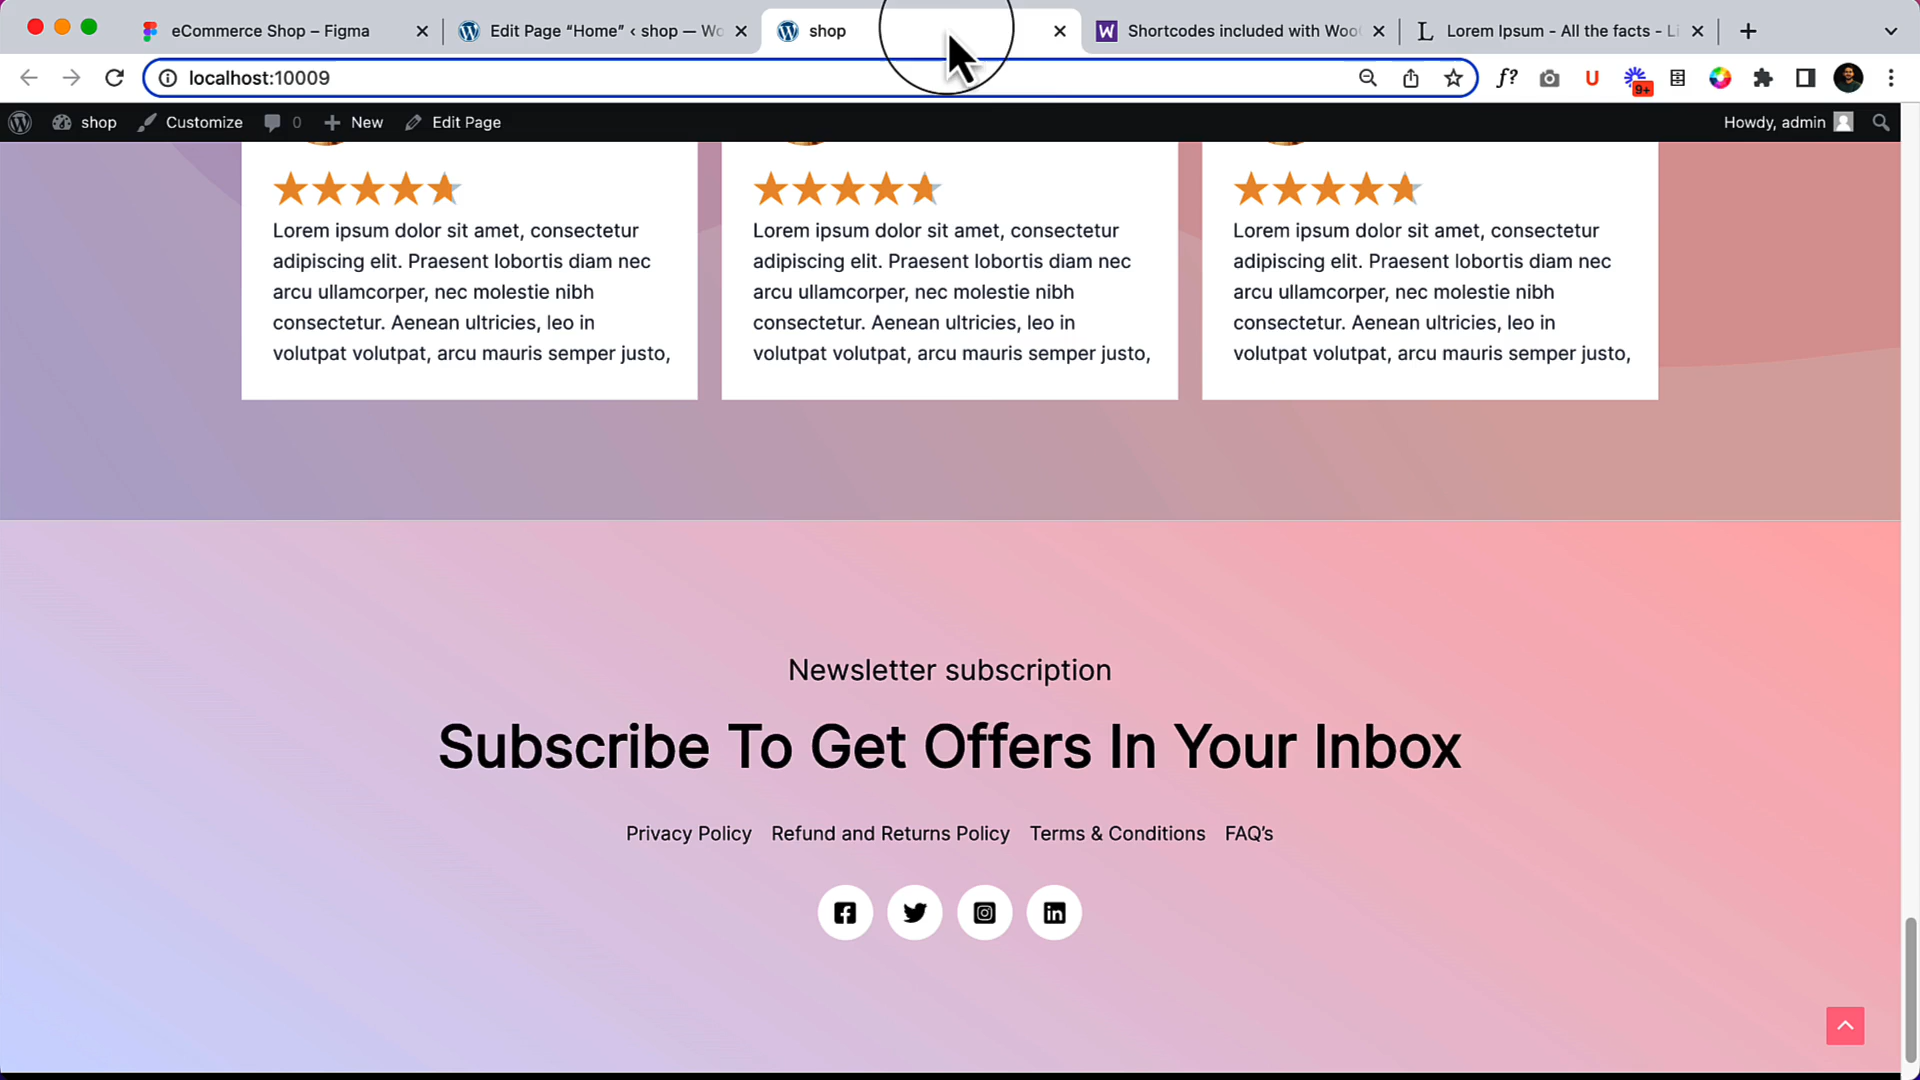 eCommerce Shop – Figma
Edit Page “Home” ‹ shop — Wo
shop
Shortcodes included with Woo
Lorem Ipsum - All the facts - Li
localhost:10009
f?
U
9+
shop
Customize
0
New
Edit Page
Howdy, admin
Lorem ipsum dolor sit amet, consectetur
adipiscing elit. Praesent lobortis diam nec
arcu ullamcorper, nec molestie nibh
consectetur. Aenean ultricies, leo in
volutpat volutpat, arcu mauris semper justo,
Lorem ipsum dolor sit amet, consectetur
adipiscing elit. Praesent lobortis diam nec
arcu ullamcorper, nec molestie nibh
consectetur. Aenean ultricies, leo in
volutpat volutpat, arcu mauris semper justo,
Lorem ipsum dolor sit amet, consectetur
adipiscing elit. Praesent lobortis diam nec
arcu ullamcorper, nec molestie nibh
consectetur. Aenean ultricies, leo in
volutpat volutpat, arcu mauris semper justo,
Newsletter subscription
Subscribe To Get Offers In Your Inbox
Privacy Policy Refund and Returns Policy Terms & Conditions FAQ’s